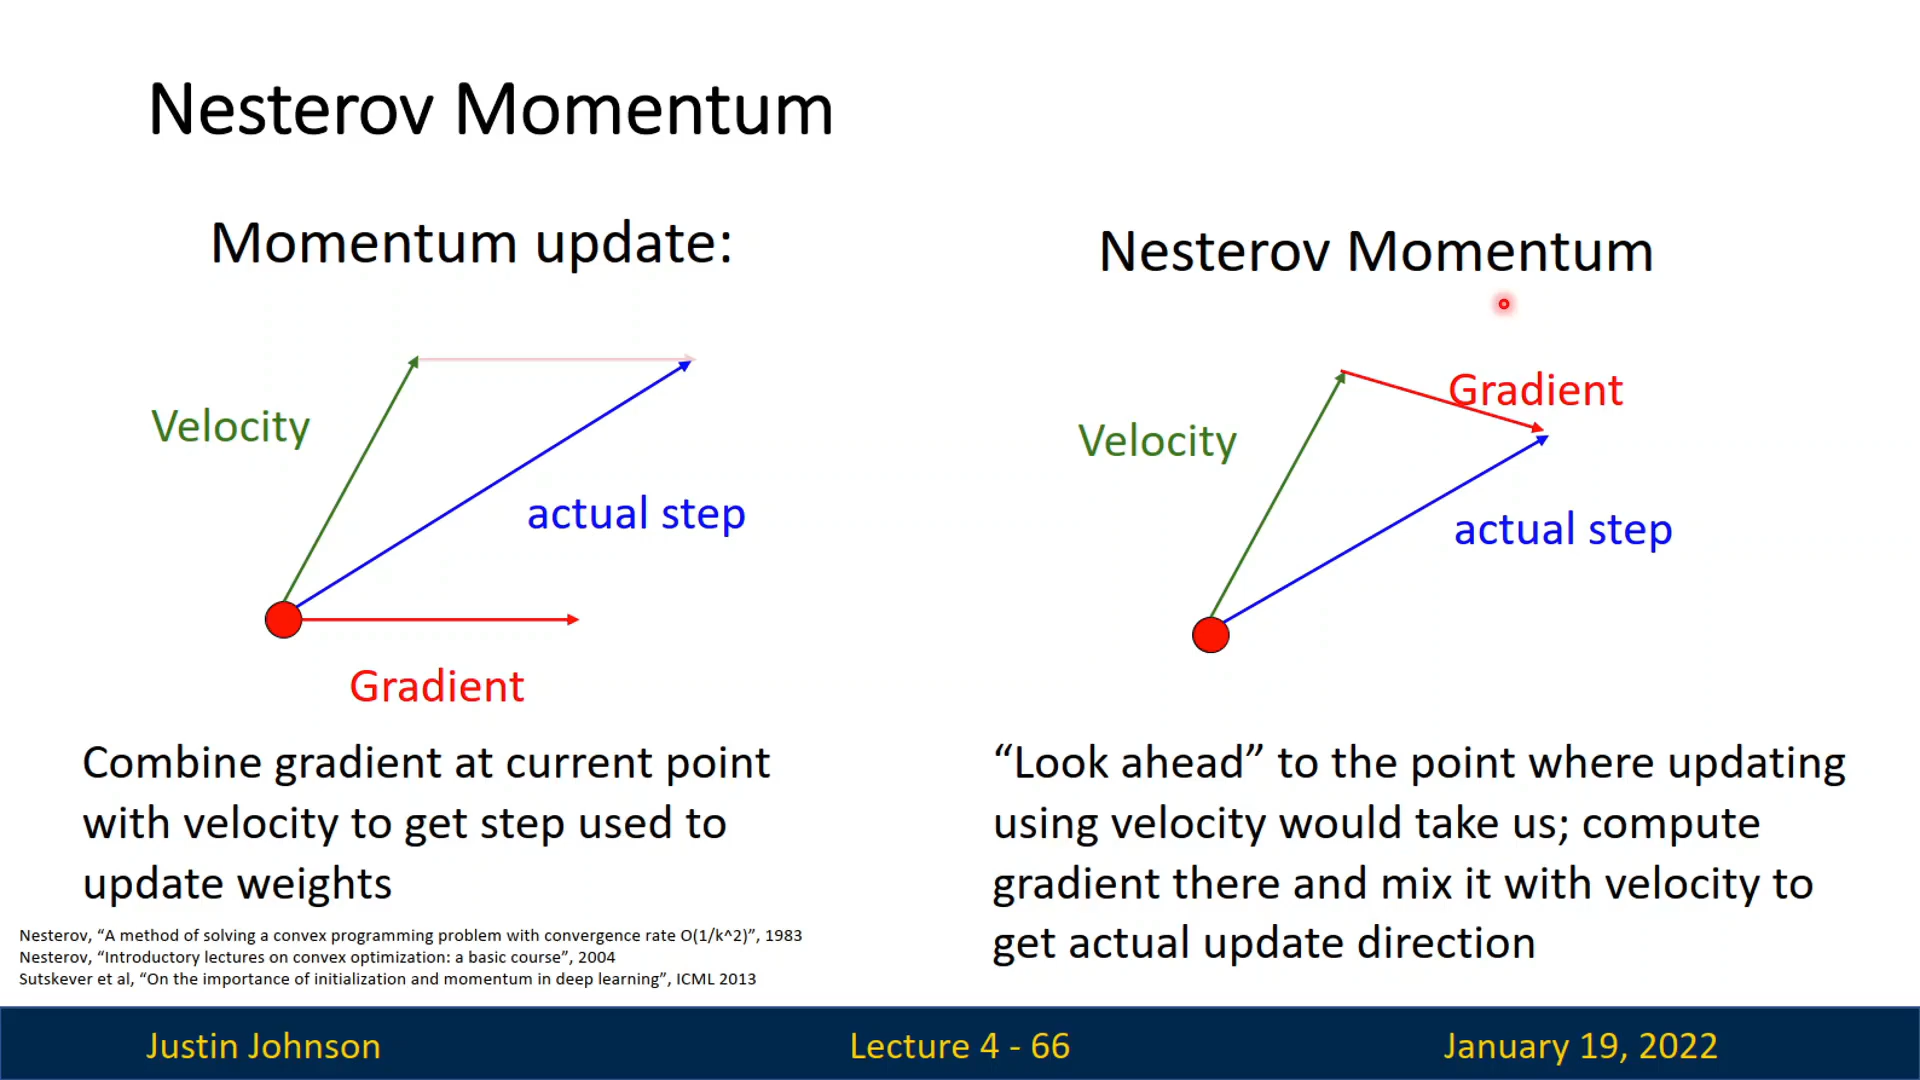 Nesterov Momentum
Momentum update:
Velocity
actual step
Gradient
Combine gradient at current point
with velocity to get step used to
update weights
Nesterov Momentum
Gradient
Velocity
actual step
“Look ahead” to the point where updating
using velocity would take us; compute
gradient there and mix it with velocity to
get actual update direction
Nesterov, “A method of solving a convex programming problem with convergence rate O(1/k^2)”, 1983
Nesterov, “Introductory lectures on convex optimization: a basic course”, 2004
Sutskever et al, “On the importance of initialization and momentum in deep learning”, ICML 2013
Justin Johnson
Lecture 4 - 66
January 19, 2022